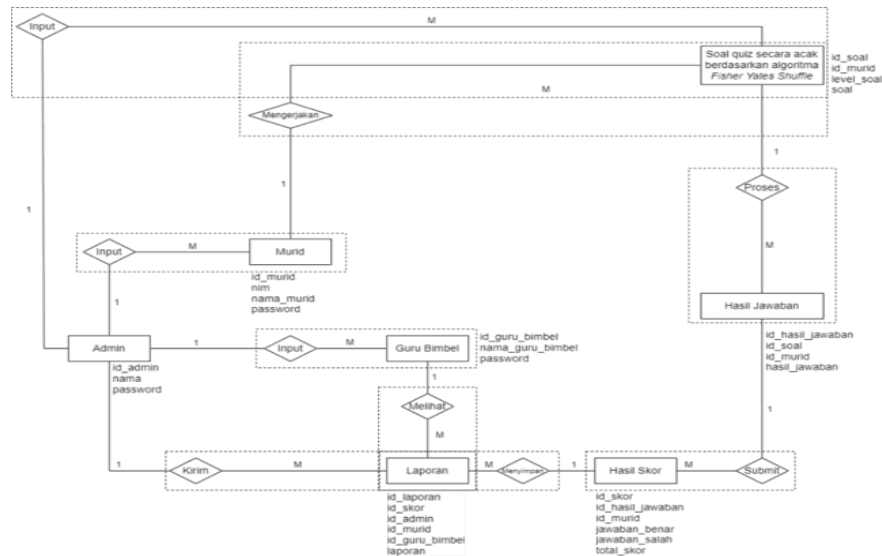 Input
M
Soal quiz secara acak
berdasarkan algoritma
Fisher Yates Shuffle
id_soal
id_murid
level_soal
soal
M
Mengerjakan
1
1
1
Proses
Input
M
Murid
M
id_murid
nim
nama_murid
password
1
Hasil Jawaban
id_hasil_jawaban
id_soal
id_murid
hasil_jawaban
Admin
1
Input
M
Guru Bimbel
id_guru_bimbel
nama_guru_bimbel
password
id_admin
nama
password
1
Melihat
M
1
1
Kirim
M
Laporan
M
Menyimpan
1
Hasil Skor
M
Submit
id_laporan
id_skor
id_admin
id_murid
id_guru_bimbel
laporan
id_skor
id_hasil_jawaban
id_murid
jawaban_benar
jawaban_salah
total_skor